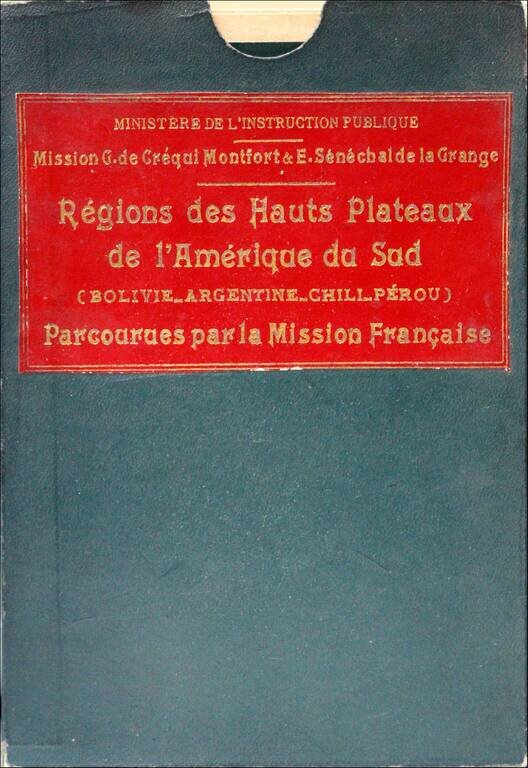 MINISTÈRE DE L'INSTRUCTION PUBLIQUE
Mission G. de Créqui Montfort & E. Sénéchal de la Grange
Régions des Hauts Plateaux
de l'Amérique du Sud
(BOLIVIE_ARGENTINE_CHILI_PÉROU)
Parcourues par la Mission Française